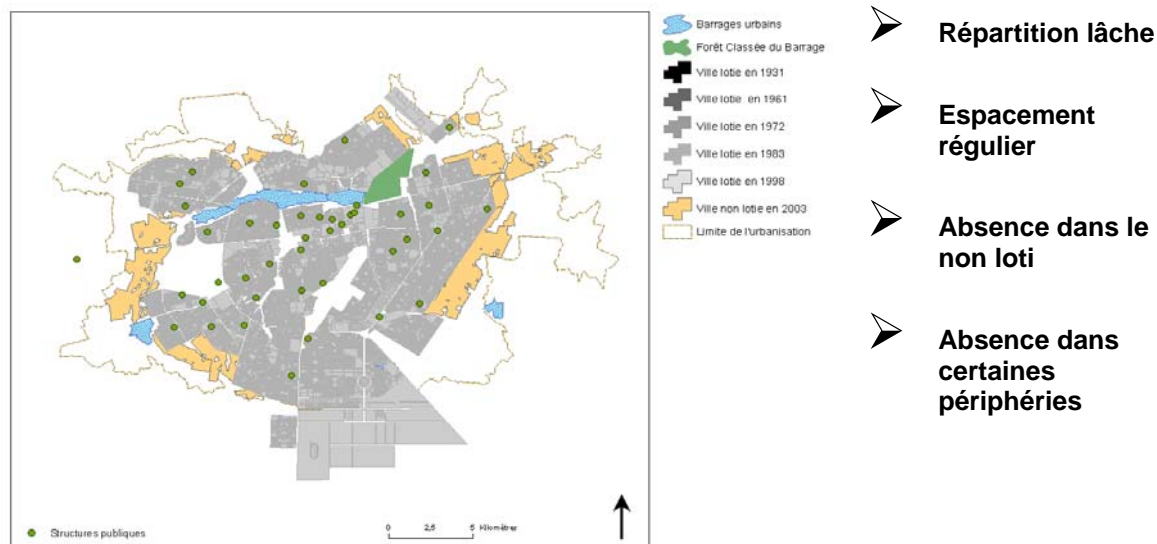 Barrages urbains
Forêt Classée du Barrage
Ville lotie en 1931
Ville lotie en 1961
Ville lotie en 1972
Ville lotie en 1983
Ville lotie en 1998
Ville non lotie en 2003
Limite de l'urbanisation
Structures publiques
0 2,5 5 Kilomètres
➢ Répartition lâche
➢ Espacement
régulier
➢ Absence dans le
non loti
➢ Absence dans
certaines
périphéries